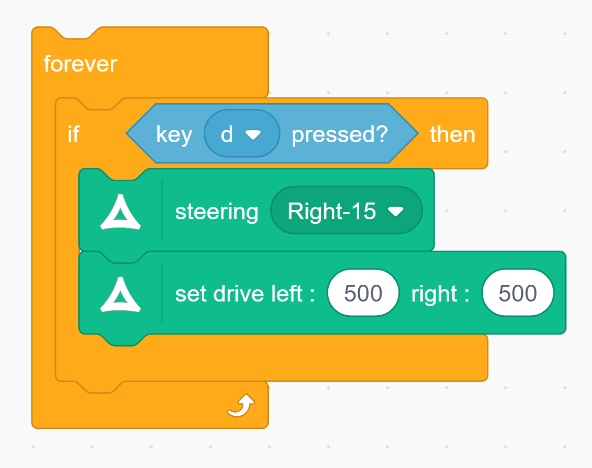 forever
if key d pressed? then
steering Right-15
set drive left : 500 right : 500